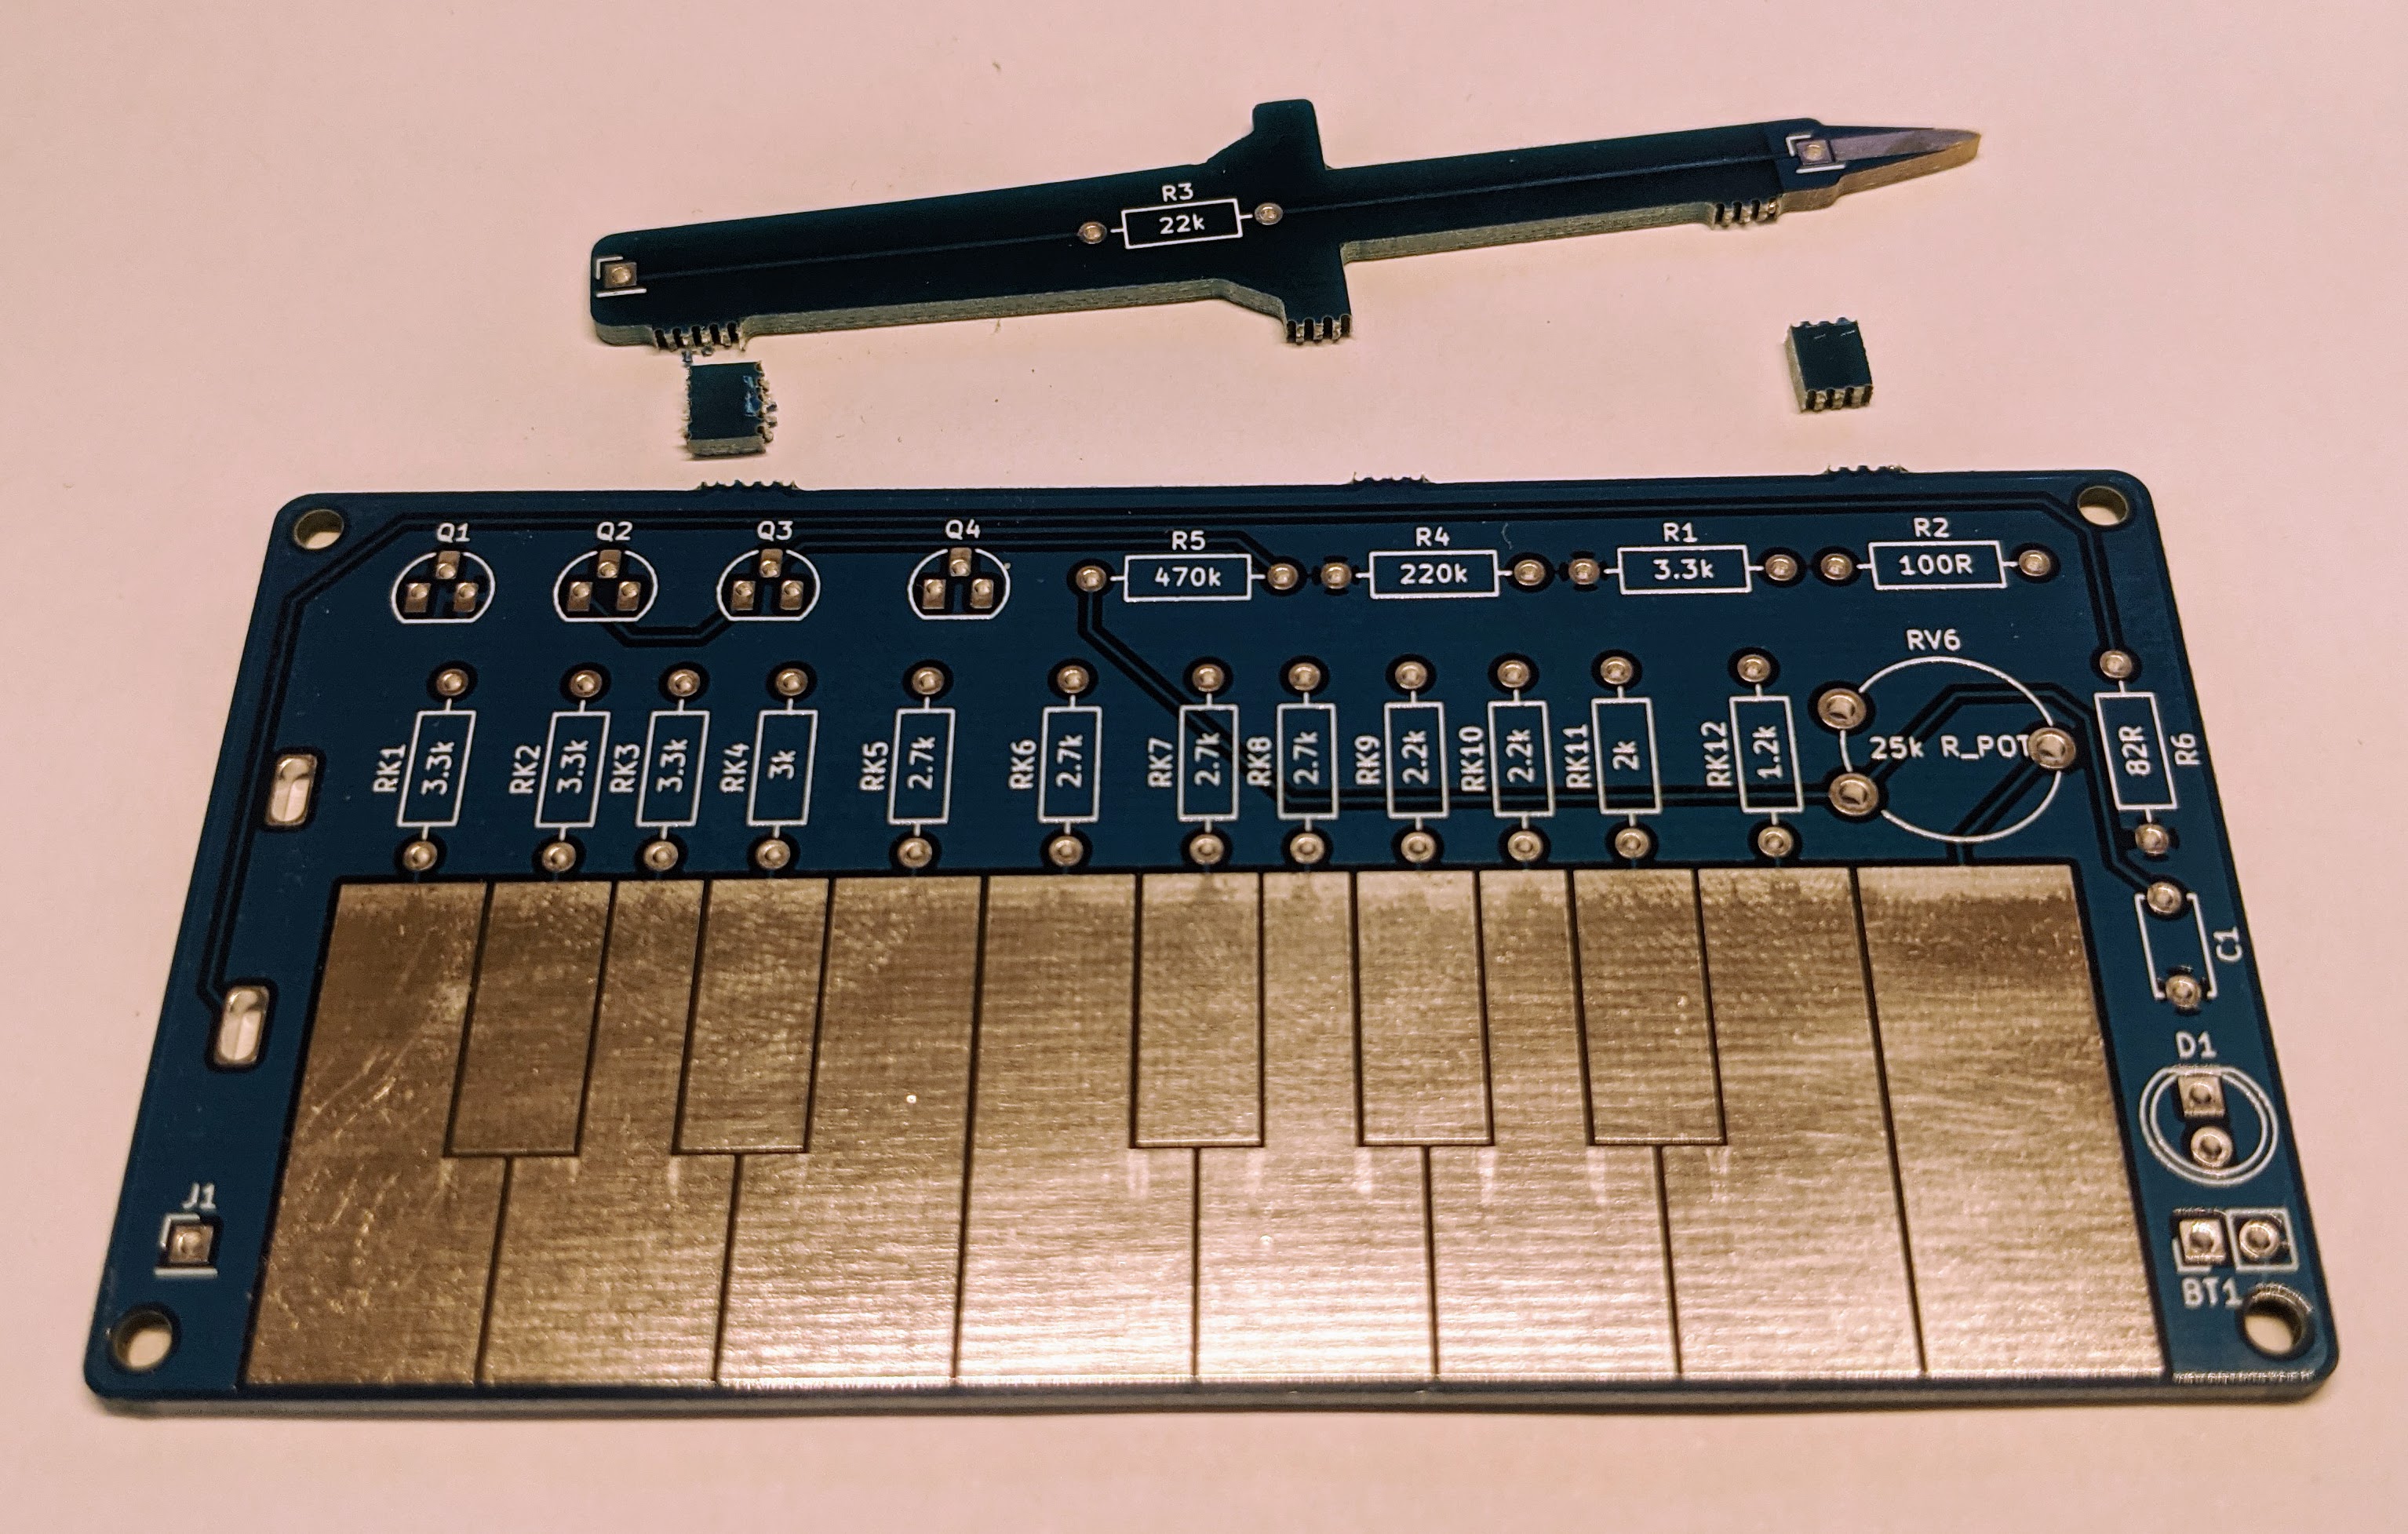 R3
22k
Q1
Q2
Q3
Q4
R5
470k
R4
220k
R1
3.3k
R2
100R
RK1
3.3k
RK2
3.3k
RK3
3.3k
RK4
3k
RK5
2.7k
RK6
2.7k
RK7
2.7k
RK8
2.7k
RK9
2.2k
RK10
2.2k
RK11
2k
RK12
1.2k
RV6
25k R_POT
82R
R6
C1
D1
J1
BT1